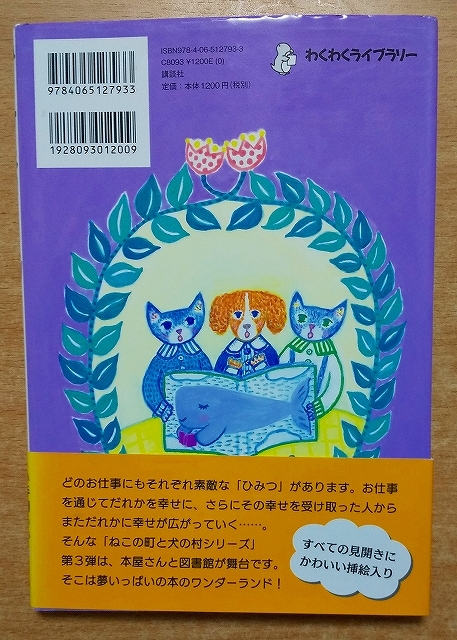 ISBN978-4-06-512793-3
C8093 ¥1200E (0)
講談社
定価：本体1200円(税別)
わくわくライブラリー
9784065127933
1928093012009
どのお仕事にもそれぞれ素敵な「ひみつ」があります。お仕事
を通じてだれかを幸せに、さらにその幸せを受け取った人から
まただれかに幸せが広がっていく……。
そんな「ねこの町と犬の村シリーズ」
第3弾は、本屋さんと図書館が舞台です。
そこは夢いっぱいの本のワンダーランド！
すべての見開きに
かわいい挿絵入り